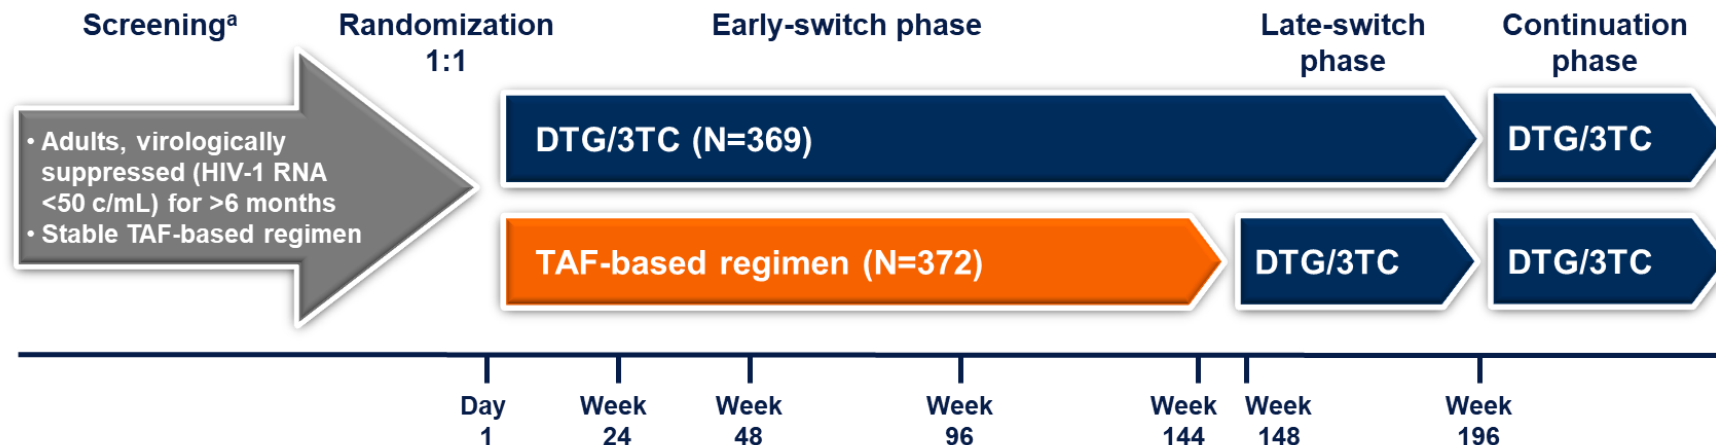 Screeningᵃ
Randomization
1:1
Early-switch phase
Late-switch
phase
Continuation
phase
• Adults, virologically
suppressed (HIV-1 RNA
<50 c/mL) for >6 months
• Stable TAF-based regimen
DTG/3TC (N=369)
DTG/3TC
TAF-based regimen (N=372)
DTG/3TC
DTG/3TC
Day
1
Week
24
Week
48
Week
96
Week
144
Week
148
Week
196